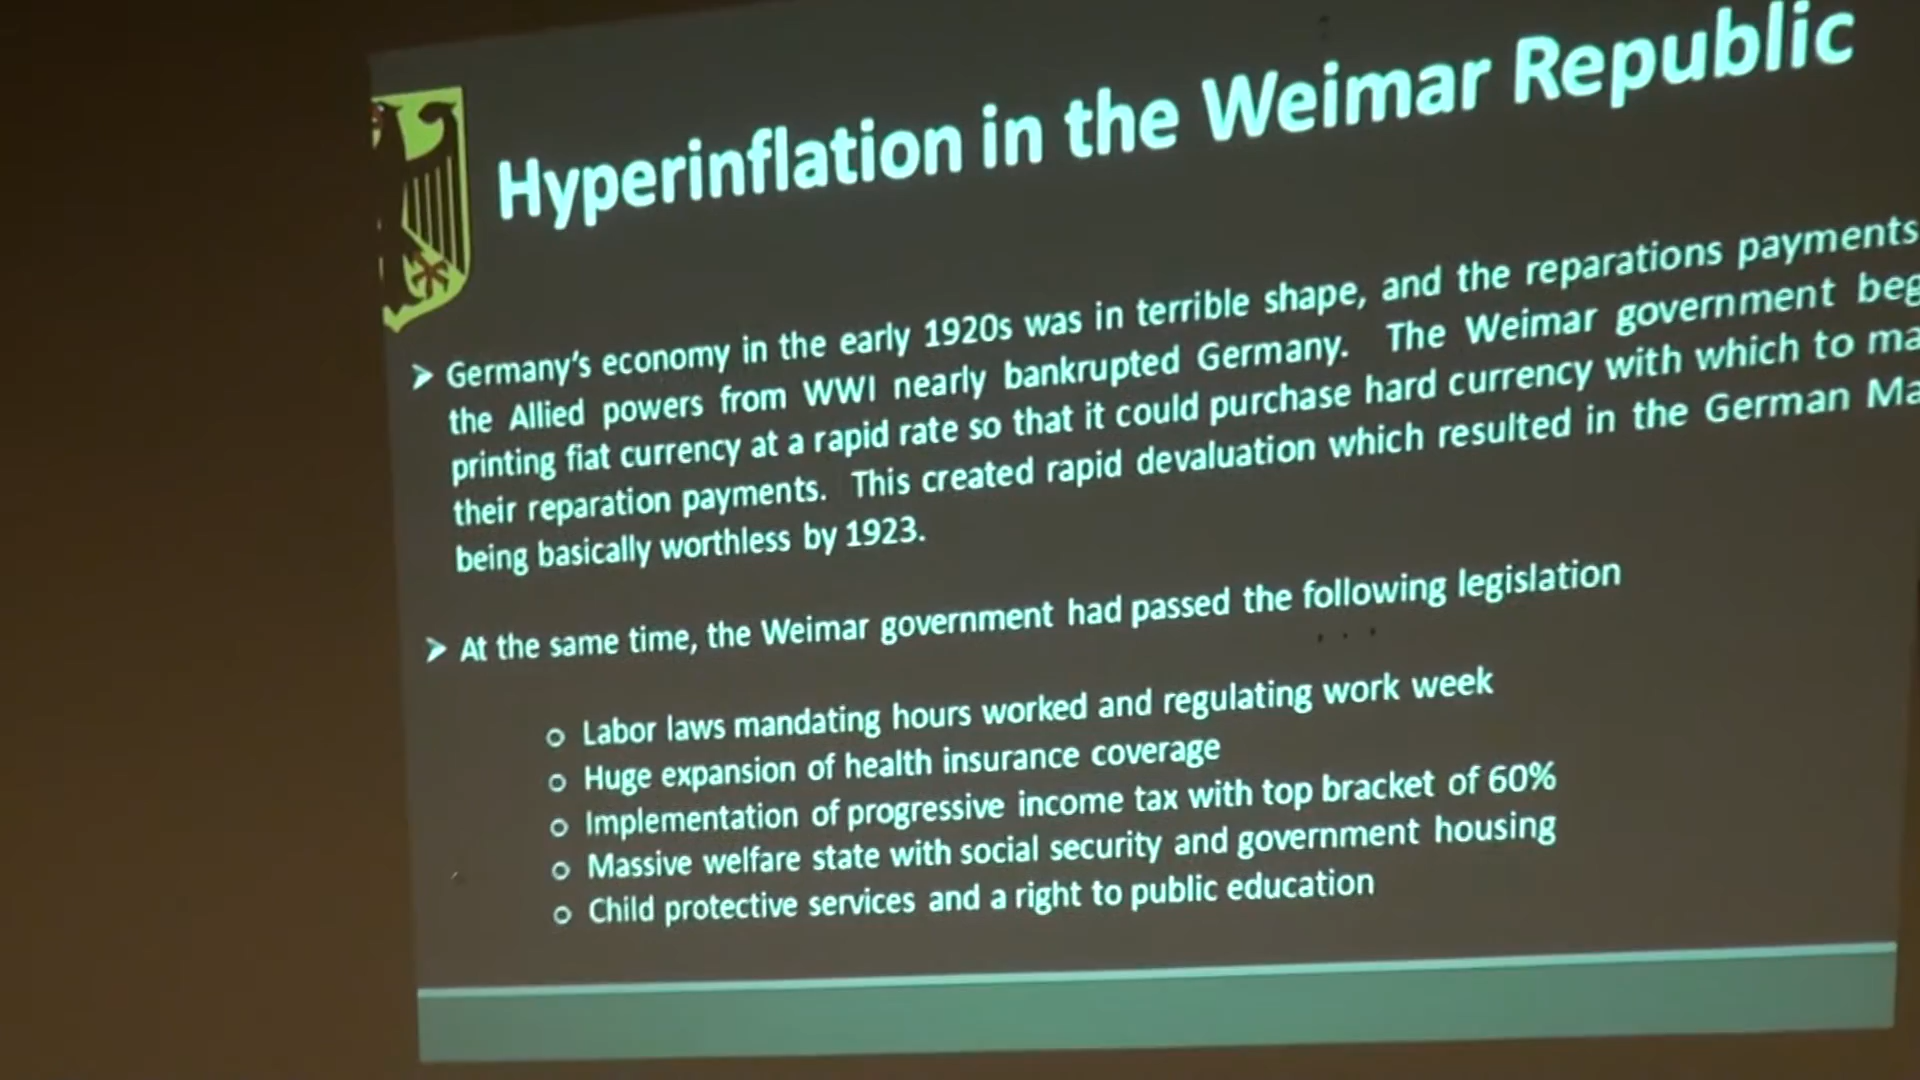 Hyperinflation in the Weimar Republic
➤ Germany's economy in the early 1920s was in terrible shape, and the reparations payments
the Allied powers from WWI nearly bankrupted Germany. The Weimar government beg
printing fiat currency at a rapid rate so that it could purchase hard currency with which to ma
their reparation payments. This created rapid devaluation which resulted in the German Ma
being basically worthless by 1923.
➤ At the same time, the Weimar government had passed the following legislation
o Labor laws mandating hours worked and regulating work week
o Huge expansion of health insurance coverage
o Implementation of progressive income tax with top bracket of 60%
o Massive welfare state with social security and government housing
o Child protective services and a right to public education